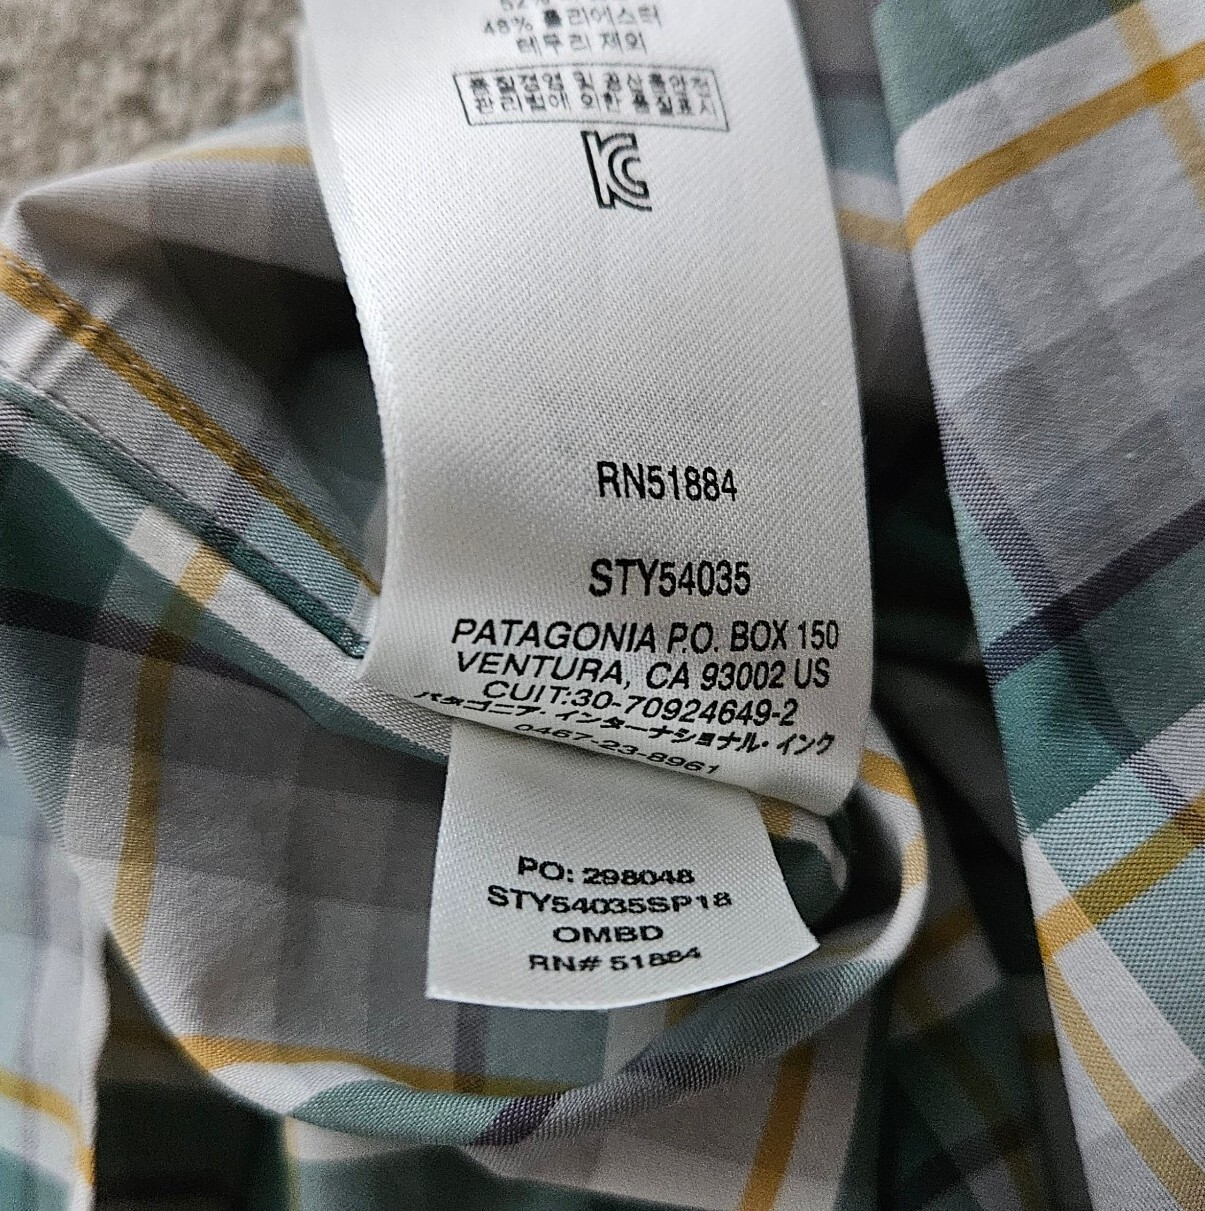 48% 폴리에스터
테두리 제외
품질경영 및 공산품안전
관리법에 의한 품질표시
KC
RN51884
STY54035
PATAGONIA P.O. BOX 150
VENTURA, CA 93002 US
CUIT:30-70924649-2
パタゴニア・インターナショナル・インク
0467-23-8961
PO: 298048
STY54035SP18
OMBD
RN# 51884